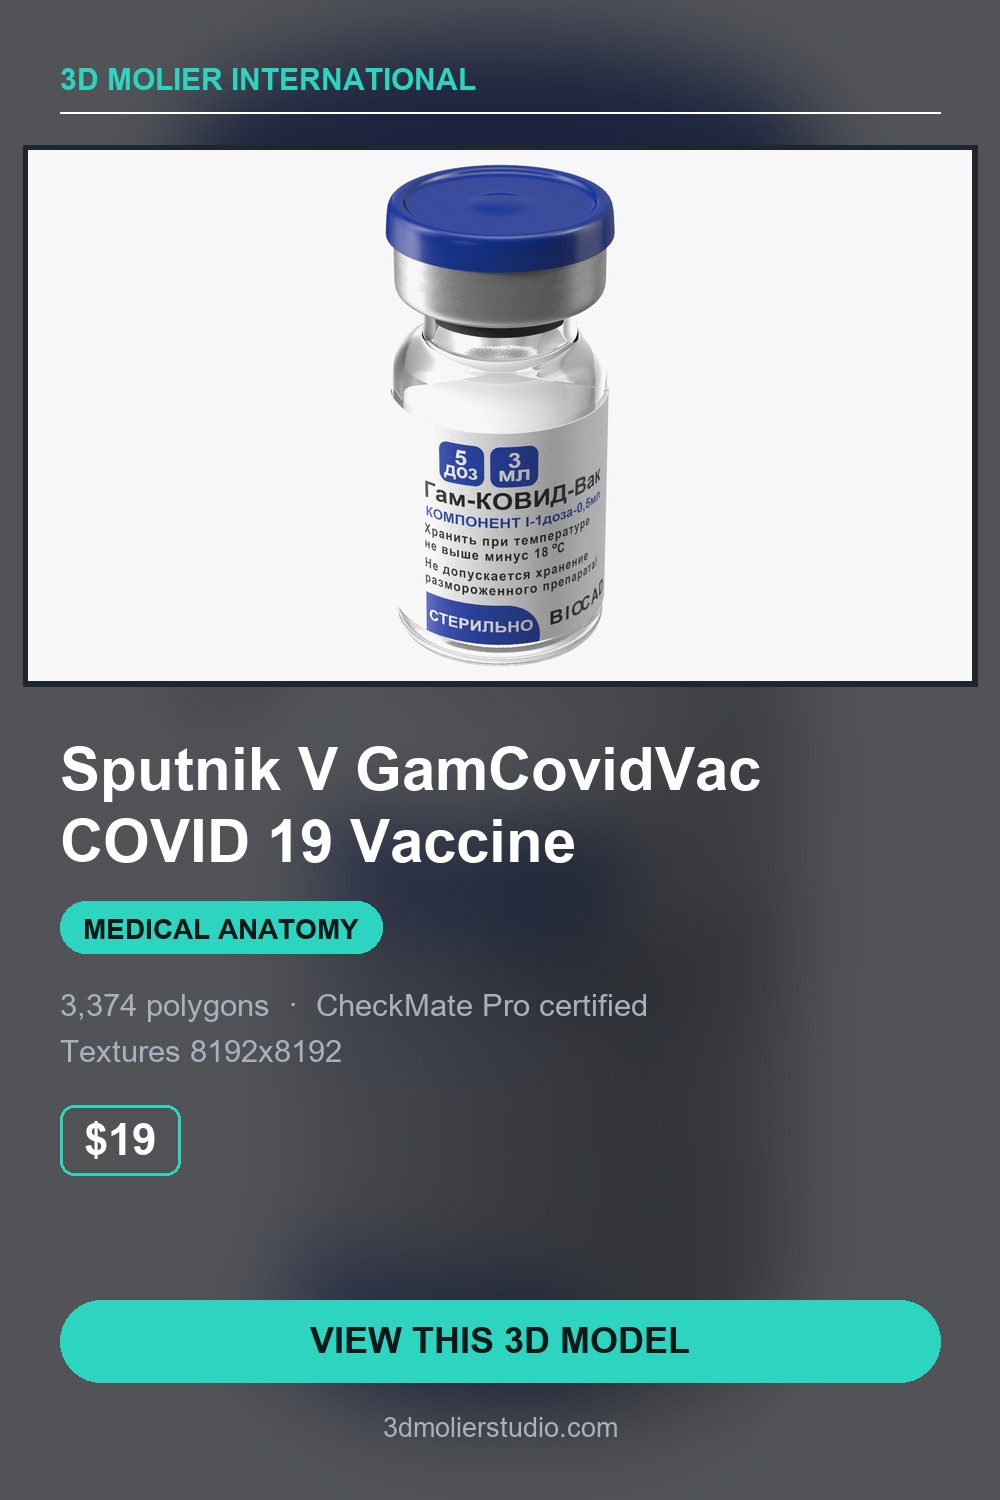 3D MOLIER INTERNATIONAL
5 доз
3 мл
Гам-КОВИД-Вак
КОМПОНЕНТ I-1доза-0,5мл
Хранить при температуре
не выше минус 18 °С
Не допускается хранение
размороженного препарата!
СТЕРИЛЬНО
BIOCAD
Sputnik V GamCovidVac
COVID 19 Vaccine
MEDICAL ANATOMY
3,374 polygons · CheckMate Pro certified
Textures 8192x8192
$19
VIEW THIS 3D MODEL
3dmolierstudio.com